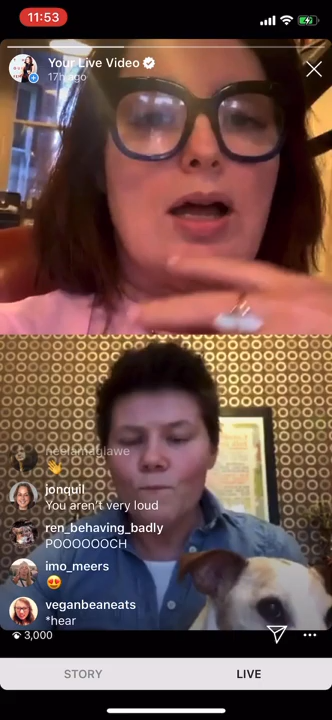 11:53
Your Live Video
17h ago
neelamaglawe
👋
jonquil
You aren't very loud
ren_behaving_badly
POOOOOOCH
imo_meers
😍
veganbeaneats
*hear
3,000
STORY
LIVE